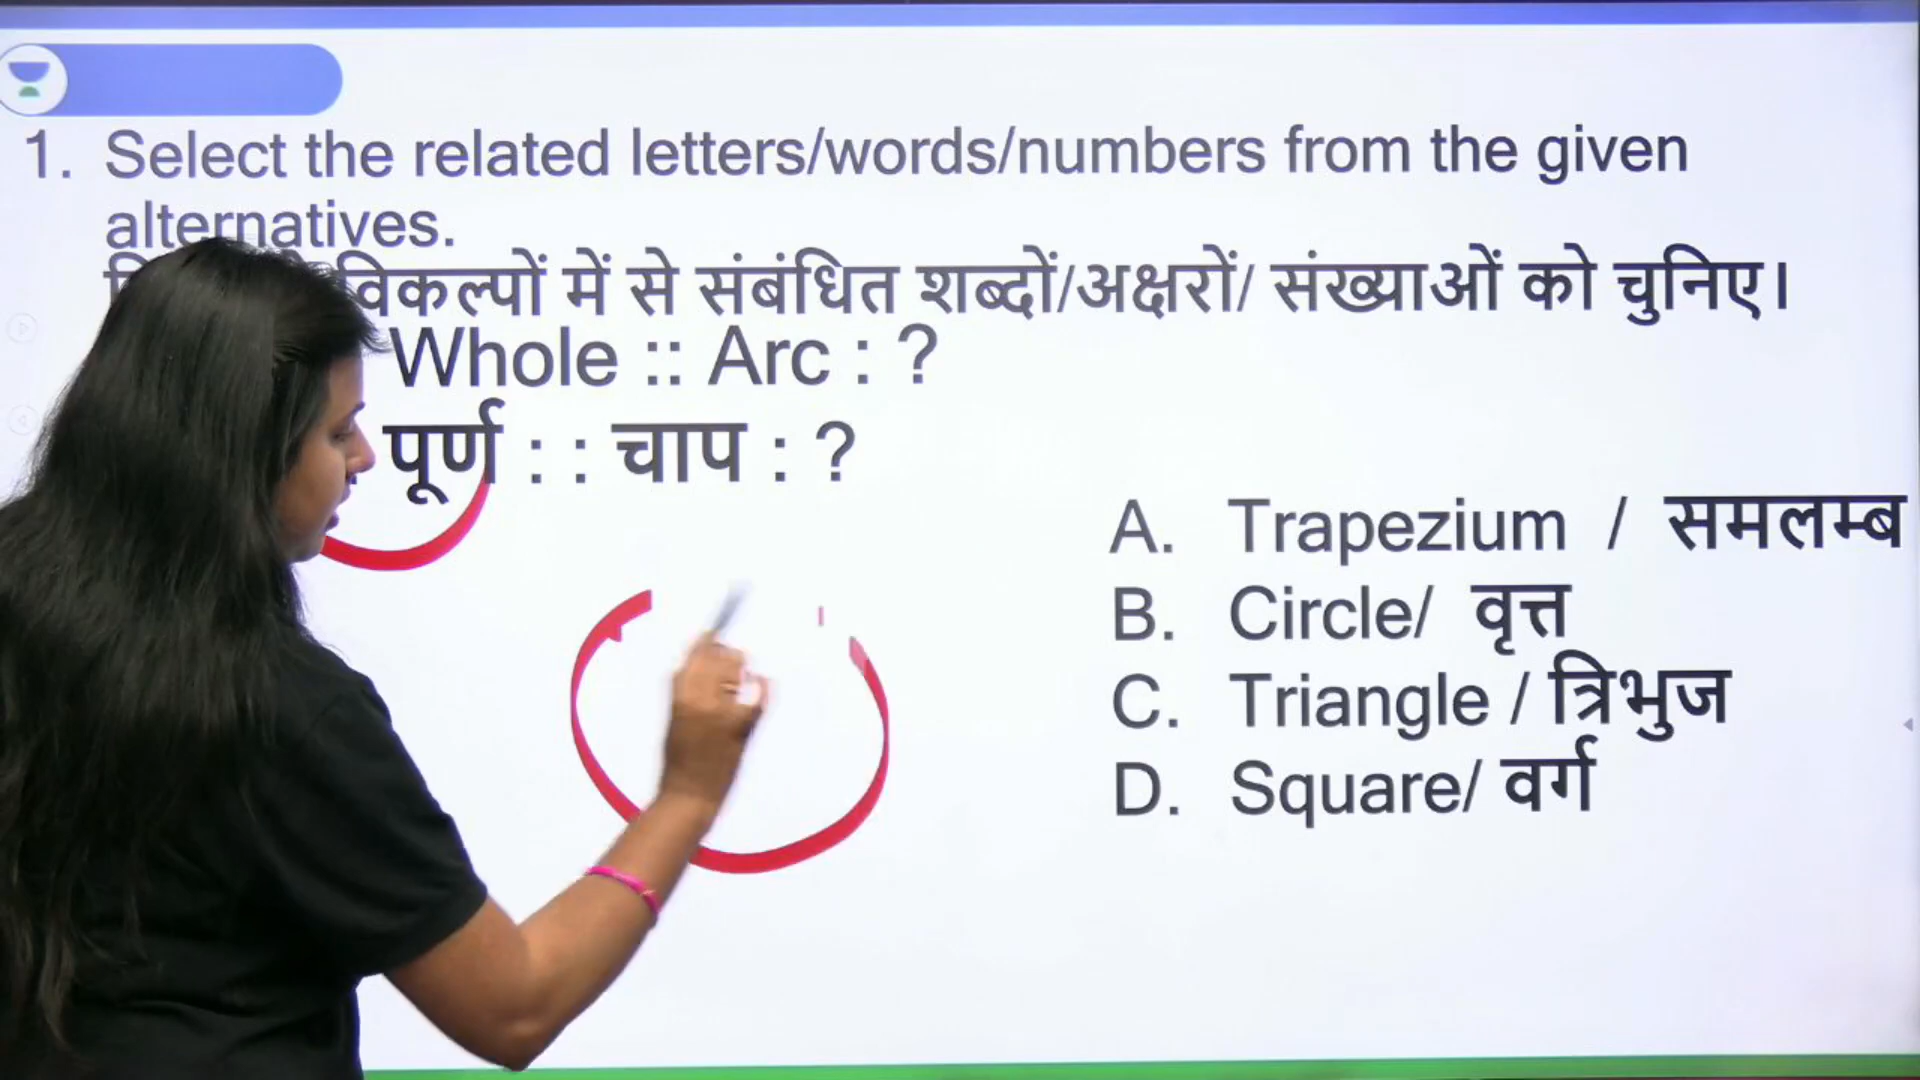 1. Select the related letters/words/numbers from the given
alternatives.
विकल्पों में से संबंधित शब्दों/अक्षरों/ संख्याओं को चुनिए।
Whole :: Arc : ?
पूर्ण : : चाप : ?
A. Trapezium / समलम्ब
B. Circle/ वृत्त
C. Triangle / त्रिभुज
D. Square/ वर्ग